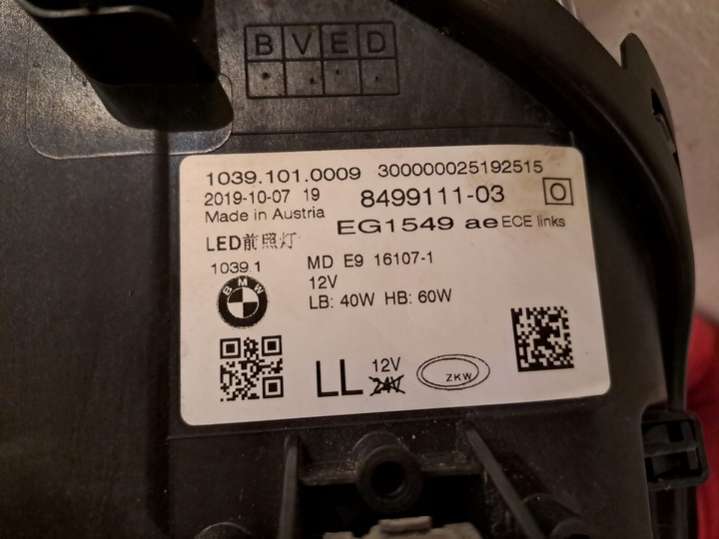 B V E D
1039.101.0009 300000025192515
2019-10-07 19 8499111-03 O
Made in Austria EG1549 ae ECE links
LED前照灯
1039.1 MD E9 16107-1
BMW 12V
LB: 40W HB: 60W
LL 12V ZKW
24V